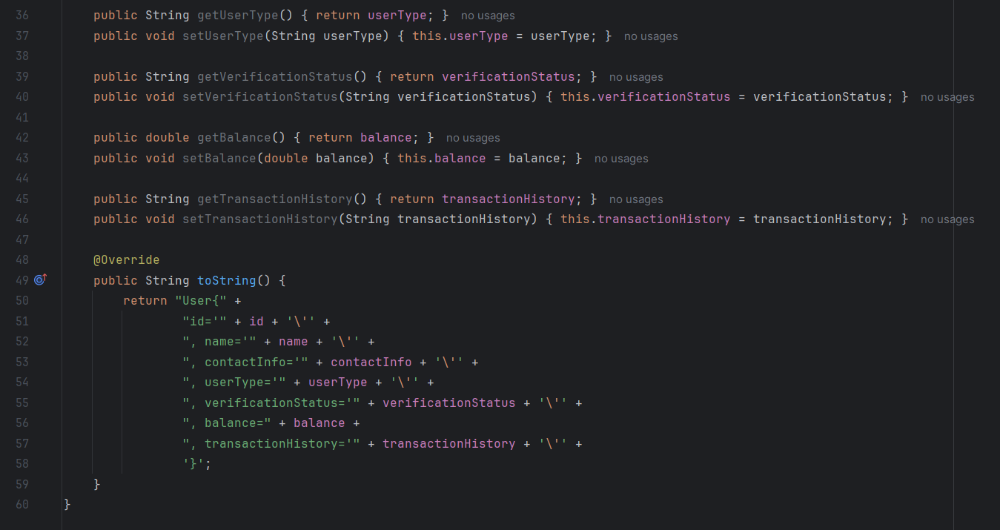 36 public String getUserType() { return userType; } no usages
37 public void setUserType(String userType) { this.userType = userType; } no usages
38
39 public String getVerificationStatus() { return verificationStatus; } no usages
40 public void setVerificationStatus(String verificationStatus) { this.verificationStatus = verificationStatus; } no usages
41
42 public double getBalance() { return balance; } no usages
43 public void setBalance(double balance) { this.balance = balance; } no usages
44
45 public String getTransactionHistory() { return transactionHistory; } no usages
46 public void setTransactionHistory(String transactionHistory) { this.transactionHistory = transactionHistory; } no usages
47
48 @Override
49 public String toString() {
50 return "User{" +
51 "id='" + id + '\'' +
52 ", name='" + name + '\'' +
53 ", contactInfo='" + contactInfo + '\'' +
54 ", userType='" + userType + '\'' +
55 ", verificationStatus='" + verificationStatus + '\'' +
56 ", balance=" + balance +
57 ", transactionHistory='" + transactionHistory + '\'' +
58 '}';
59 }
60 }